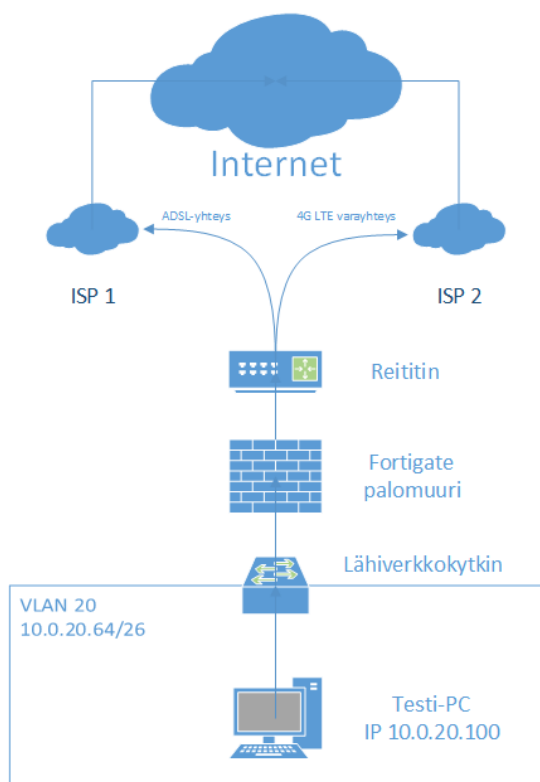 Internet
ADSL-yhteys
4G LTE varayhteys
ISP 1
ISP 2
Reititin
Fortigate
palomuuri
Lähiverkkokytkin
VLAN 20
10.0.20.64/26
Testi-PC
IP 10.0.20.100